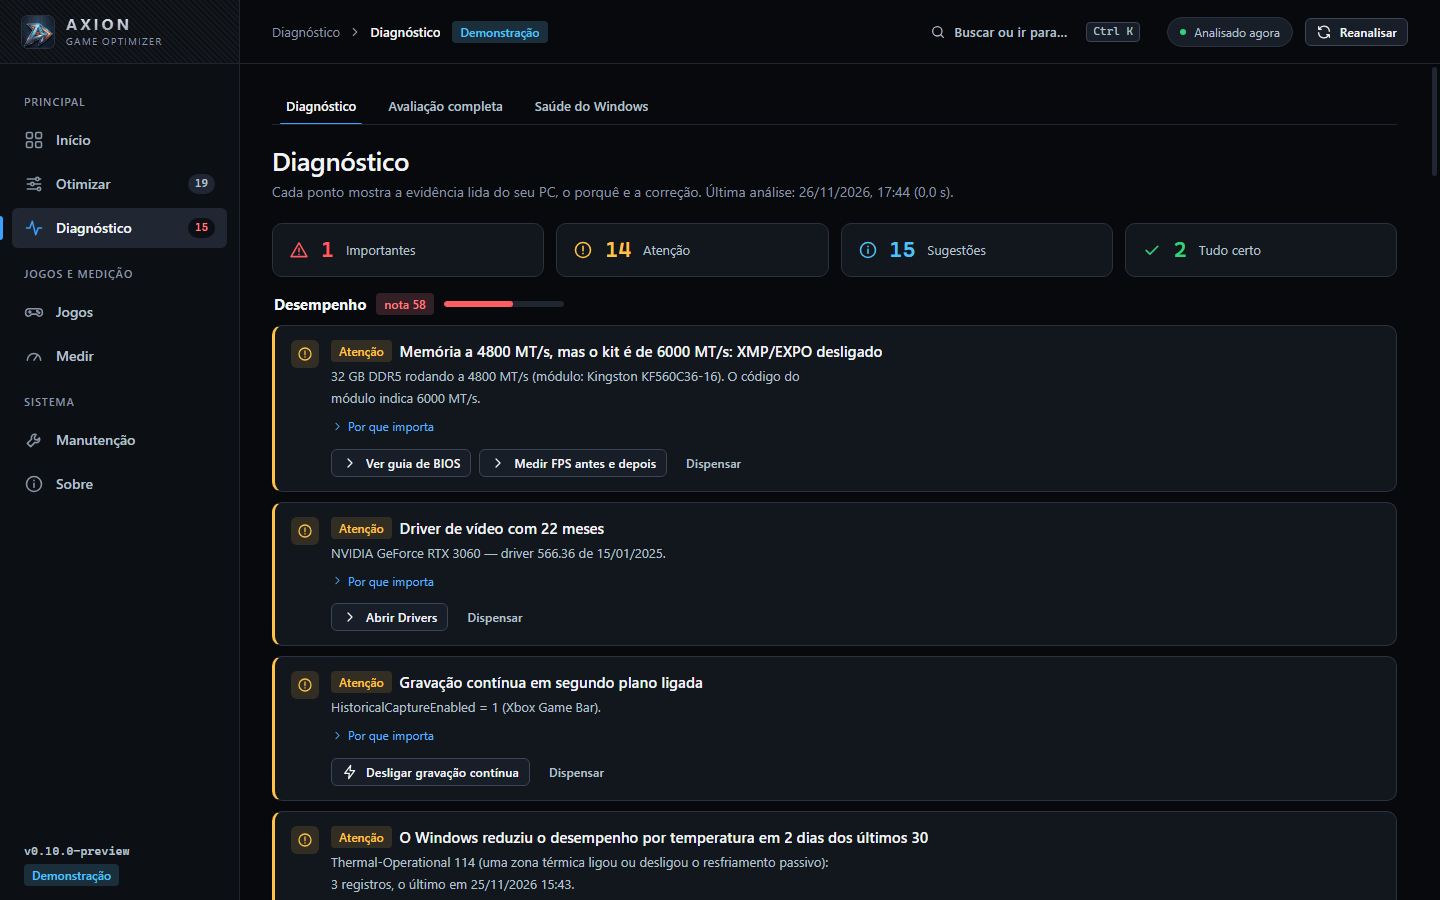 AXION
GAME OPTIMIZER
Diagnóstico > Diagnóstico Demonstração
Buscar ou ir para... Ctrl K
Analisado agora
Reanalisar
PRINCIPAL
Início
Otimizar 19
Diagnóstico 15
JOGOS E MEDIÇÃO
Jogos
Medir
SISTEMA
Manutenção
Sobre
v0.10.0-preview
Demonstração
Diagnóstico Avaliação completa Saúde do Windows
Diagnóstico
Cada ponto mostra a evidência lida do seu PC, o porquê e a correção. Última análise: 26/11/2026, 17:44 (0,0 s).
1 Importantes
14 Atenção
15 Sugestões
2 Tudo certo
Desempenho nota 58
Atenção Memória a 4800 MT/s, mas o kit é de 6000 MT/s: XMP/EXPO desligado
32 GB DDR5 rodando a 4800 MT/s (módulo: Kingston KF560C36-16). O código do
módulo indica 6000 MT/s.
Por que importa
Ver guia de BIOS Medir FPS antes e depois Dispensar
Atenção Driver de vídeo com 22 meses
NVIDIA GeForce RTX 3060 — driver 566.36 de 15/01/2025.
Por que importa
Abrir Drivers Dispensar
Atenção Gravação contínua em segundo plano ligada
HistoricalCaptureEnabled = 1 (Xbox Game Bar).
Por que importa
Desligar gravação contínua Dispensar
Atenção O Windows reduziu o desempenho por temperatura em 2 dias dos últimos 30
Thermal-Operational 114 (uma zona térmica ligou ou desligou o resfriamento passivo):
3 registros, o último em 25/11/2026 15:43.